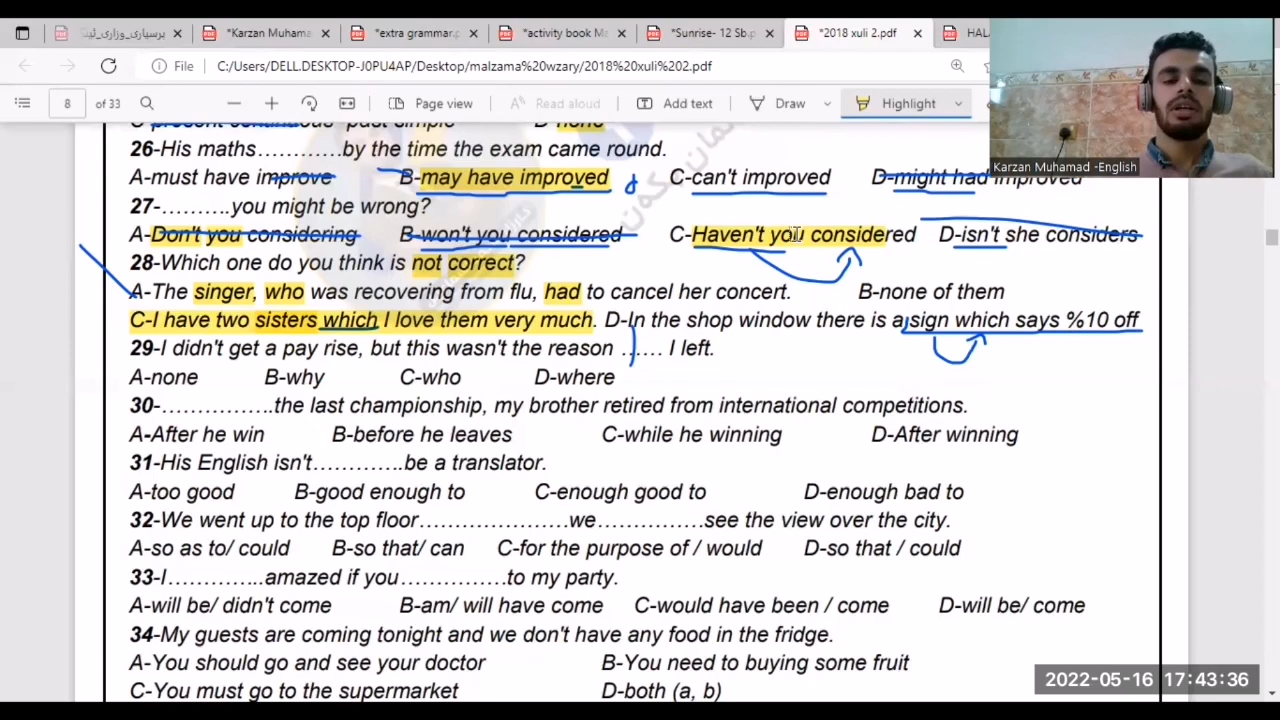 پرسیاری_وزاری_ئینگ *Karzan Muhama *extra grammar.p *activity book Ma *Sunrise- 12 Sb.p *2018 xuli 2.pdf HALA
File C:/Users/DELL.DESKTOP-J0PU4AP/Desktop/malzama%20wzary/2018%20xuli%202.pdf
8 of 33 Page view Read aloud Add text Draw Highlight
Karzan Muhamad -English
C-present continuous- past simple D-none
26-His maths…………by the time the exam came round.
A-must have improve B-may have improved C-can't improved D-might had improved
27-……….you might be wrong?
A-Don't you considering B-won't you considered C-Haven't you considered D-isn't she considers
28-Which one do you think is not correct?
A-The singer, who was recovering from flu, had to cancel her concert. B-none of them
C-I have two sisters which I love them very much. D-In the shop window there is a sign which says %10 off
29-I didn't get a pay rise, but this wasn't the reason …… I left.
A-none B-why C-who D-where
30-…………….the last championship, my brother retired from international competitions.
A-After he win B-before he leaves C-while he winning D-After winning
31-His English isn't………….be a translator.
A-too good B-good enough to C-enough good to D-enough bad to
32-We went up to the top floor…………………we……………see the view over the city.
A-so as to/ could B-so that/ can C-for the purpose of / would D-so that / could
33-I…………..amazed if you……………to my party.
A-will be/ didn't come B-am/ will have come C-would have been / come D-will be/ come
34-My guests are coming tonight and we don't have any food in the fridge.
A-You should go and see your doctor B-You need to buying some fruit
C-You must go to the supermarket D-both (a, b)
2022-05-16 17:43:36